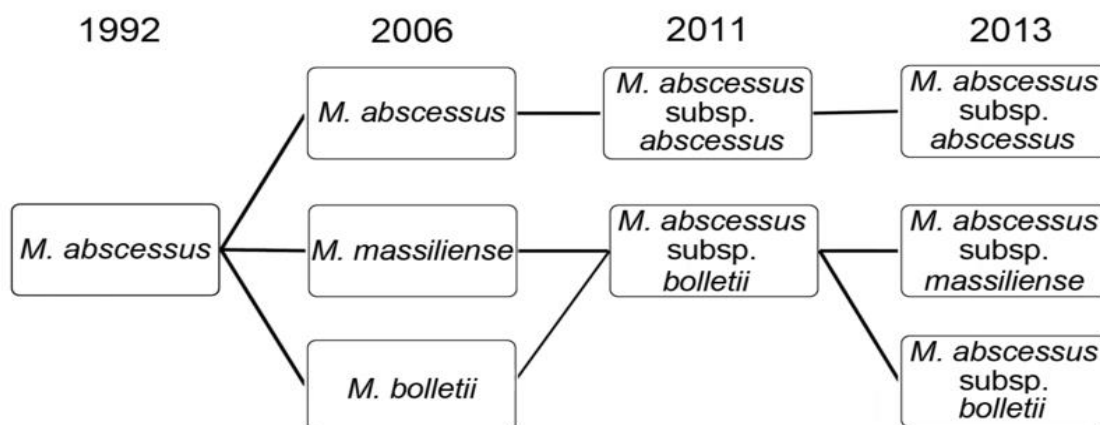 1992
2006
2011
2013
M. abscessus
M. abscessus
M. massiliense
M. bolletii
M. abscessus
subsp.
abscessus
M. abscessus
subsp.
bolletii
M. abscessus
subsp.
abscessus
M. abscessus
subsp.
massiliense
M. abscessus
subsp.
bolletii